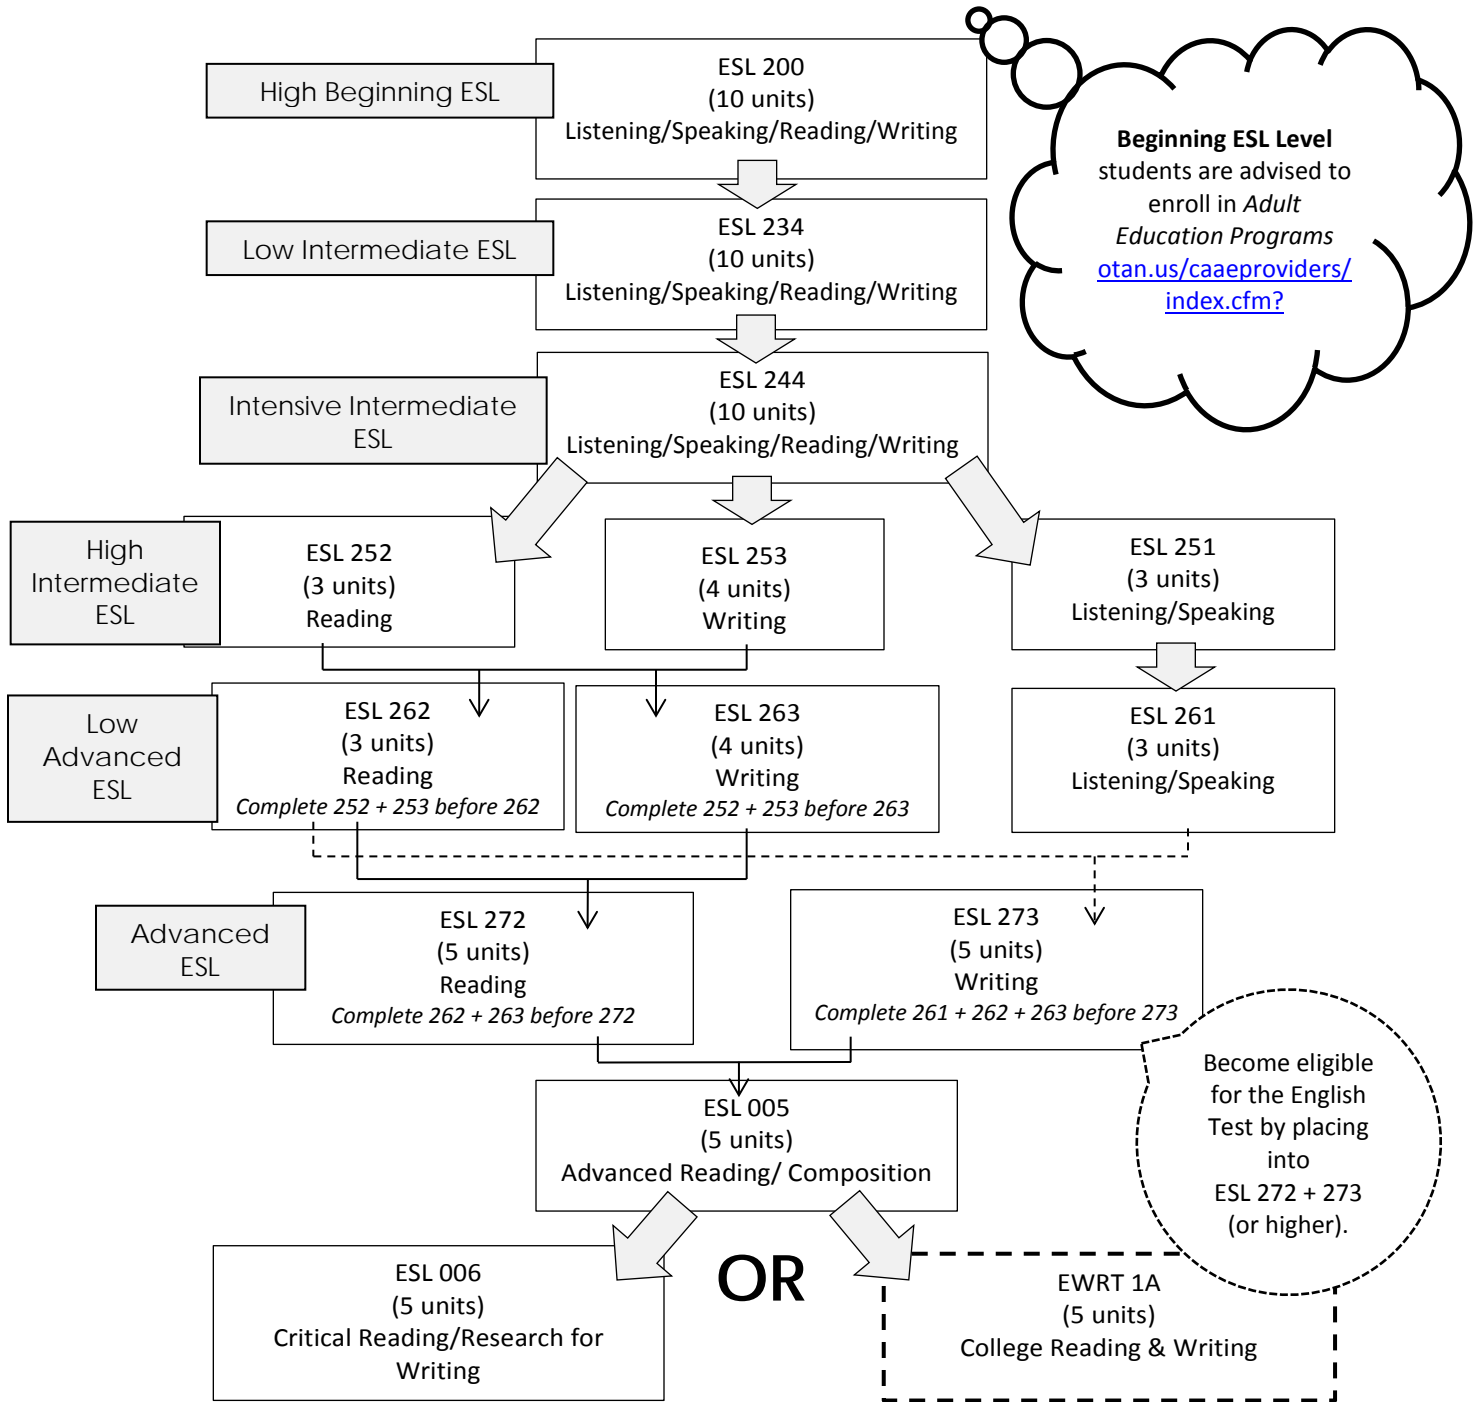 High Beginning ESL
ESL 200
(10 units)
Listening/Speaking/Reading/Writing
Beginning ESL Level
students are advised to
enroll in Adult
Education Programs
otan.us/caaeproviders/
index.cfm?
Low Intermediate ESL
ESL 234
(10 units)
Listening/Speaking/Reading/Writing
Intensive Intermediate
ESL
ESL 244
(10 units)
Listening/Speaking/Reading/Writing
High
Intermediate
ESL
ESL 252
(3 units)
Reading
ESL 253
(4 units)
Writing
ESL 251
(3 units)
Listening/Speaking
Low
Advanced
ESL
ESL 262
(3 units)
Reading
Complete 252 + 253 before 262
ESL 263
(4 units)
Writing
Complete 252 + 253 before 263
ESL 261
(3 units)
Listening/Speaking
Advanced
ESL
ESL 272
(5 units)
Reading
Complete 262 + 263 before 272
ESL 273
(5 units)
Writing
Complete 261 + 262 + 263 before 273
Become eligible
for the English
Test by placing
into
ESL 272 + 273
(or higher).
ESL 005
(5 units)
Advanced Reading/ Composition
ESL 006
(5 units)
Critical Reading/Research for
Writing
OR
EWRT 1A
(5 units)
College Reading & Writing